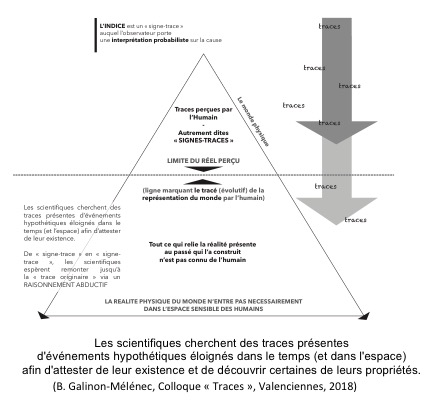 L'INDICE est un « signe-trace »
auquel l'observateur porte
une interprétation probabiliste sur la cause
traces
traces
traces
traces
traces
Le monde physique
Traces perçues par
l'Humain
-
Autrement dites
« SIGNES-TRACES »
LIMITE DU RÉEL PERÇU
(ligne marquant le tracé (évolutif) de la
représentation du monde par l'humain)
traces
traces
Les scientifiques cherchent des
traces présentes d'événements
hypothétiques éloignés dans le
temps (et l'espace) afin d'attester
de leur existence.
De « signe-trace » en « signe-
trace », les scientifiques
espèrent remonter jusqu'à
la « trace originaire » via un
RAISONNEMENT ABDUCTIF
Tout ce qui relie la réalité présente
au passé qui l'a construit
n'est pas connu de l'humain
LA REALITE PHYSIQUE DU MONDE N'ENTRE PAS NECESSAIREMENT
DANS L'ESPACE SENSIBLE DES HUMAINS
Les scientifiques cherchent des traces présentes
d'événements hypothétiques éloignés dans le temps (et dans l'espace)
afin d'attester de leur existence et de découvrir certaines de leurs propriétés.
(B. Galinon-Mélénec, Colloque « Traces », Valenciennes, 2018)